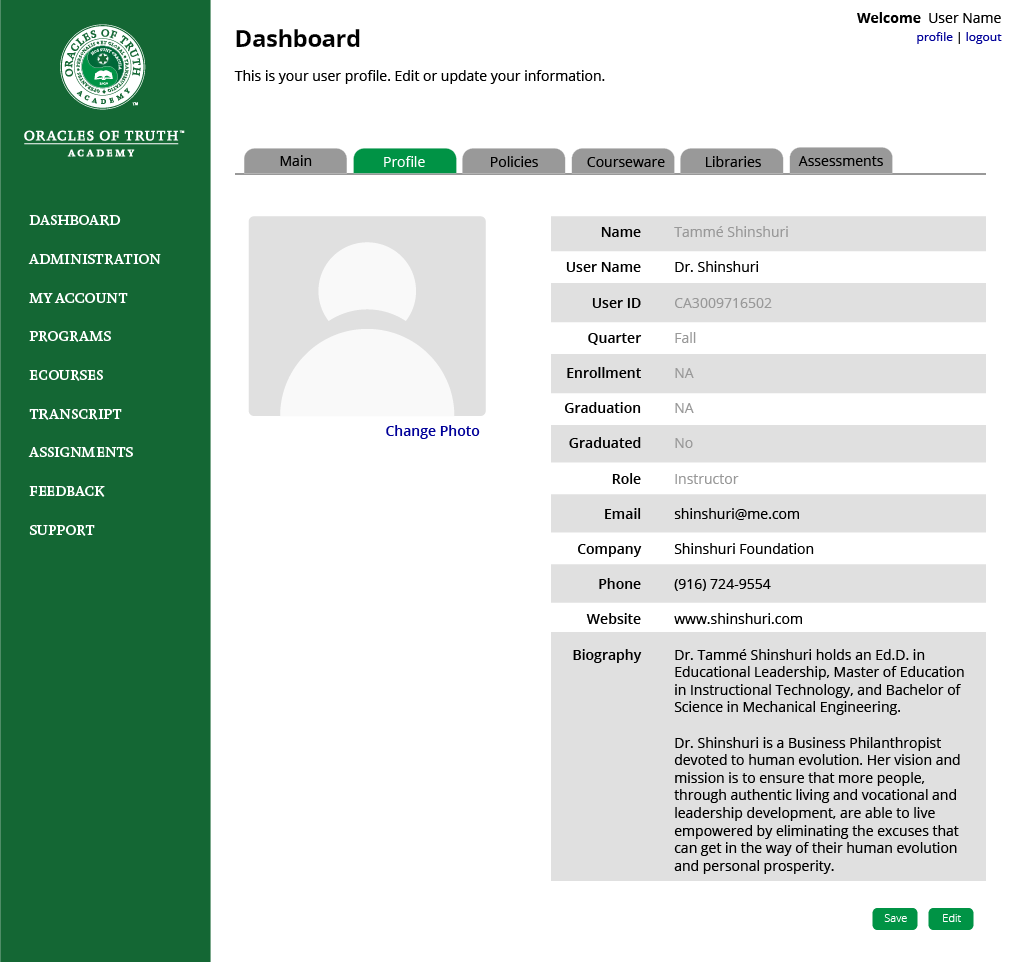 ORACLES OF TRUTH
ACADEMY
ORACLES OF TRUTH™
ACADEMY
DASHBOARD
ADMINISTRATION
MY ACCOUNT
PROGRAMS
ECOURSES
TRANSCRIPT
ASSIGNMENTS
FEEDBACK
SUPPORT
Welcome User Name
profile | logout
Dashboard
This is your user profile. Edit or update your information.
Main Profile Policies Courseware Libraries Assessments
Change Photo
Name Tammé Shinshuri
User Name Dr. Shinshuri
User ID CA3009716502
Quarter Fall
Enrollment NA
Graduation NA
Graduated No
Role Instructor
Email shinshuri@me.com
Company Shinshuri Foundation
Phone (916) 724-9554
Website www.shinshuri.com
Biography Dr. Tammé Shinshuri holds an Ed.D. in
Educational Leadership, Master of Education
in Instructional Technology, and Bachelor of
Science in Mechanical Engineering.
Dr. Shinshuri is a Business Philanthropist
devoted to human evolution. Her vision and
mission is to ensure that more people,
through authentic living and vocational and
leadership development, are able to live
empowered by eliminating the excuses that
can get in the way of their human evolution
and personal prosperity.
Save Edit